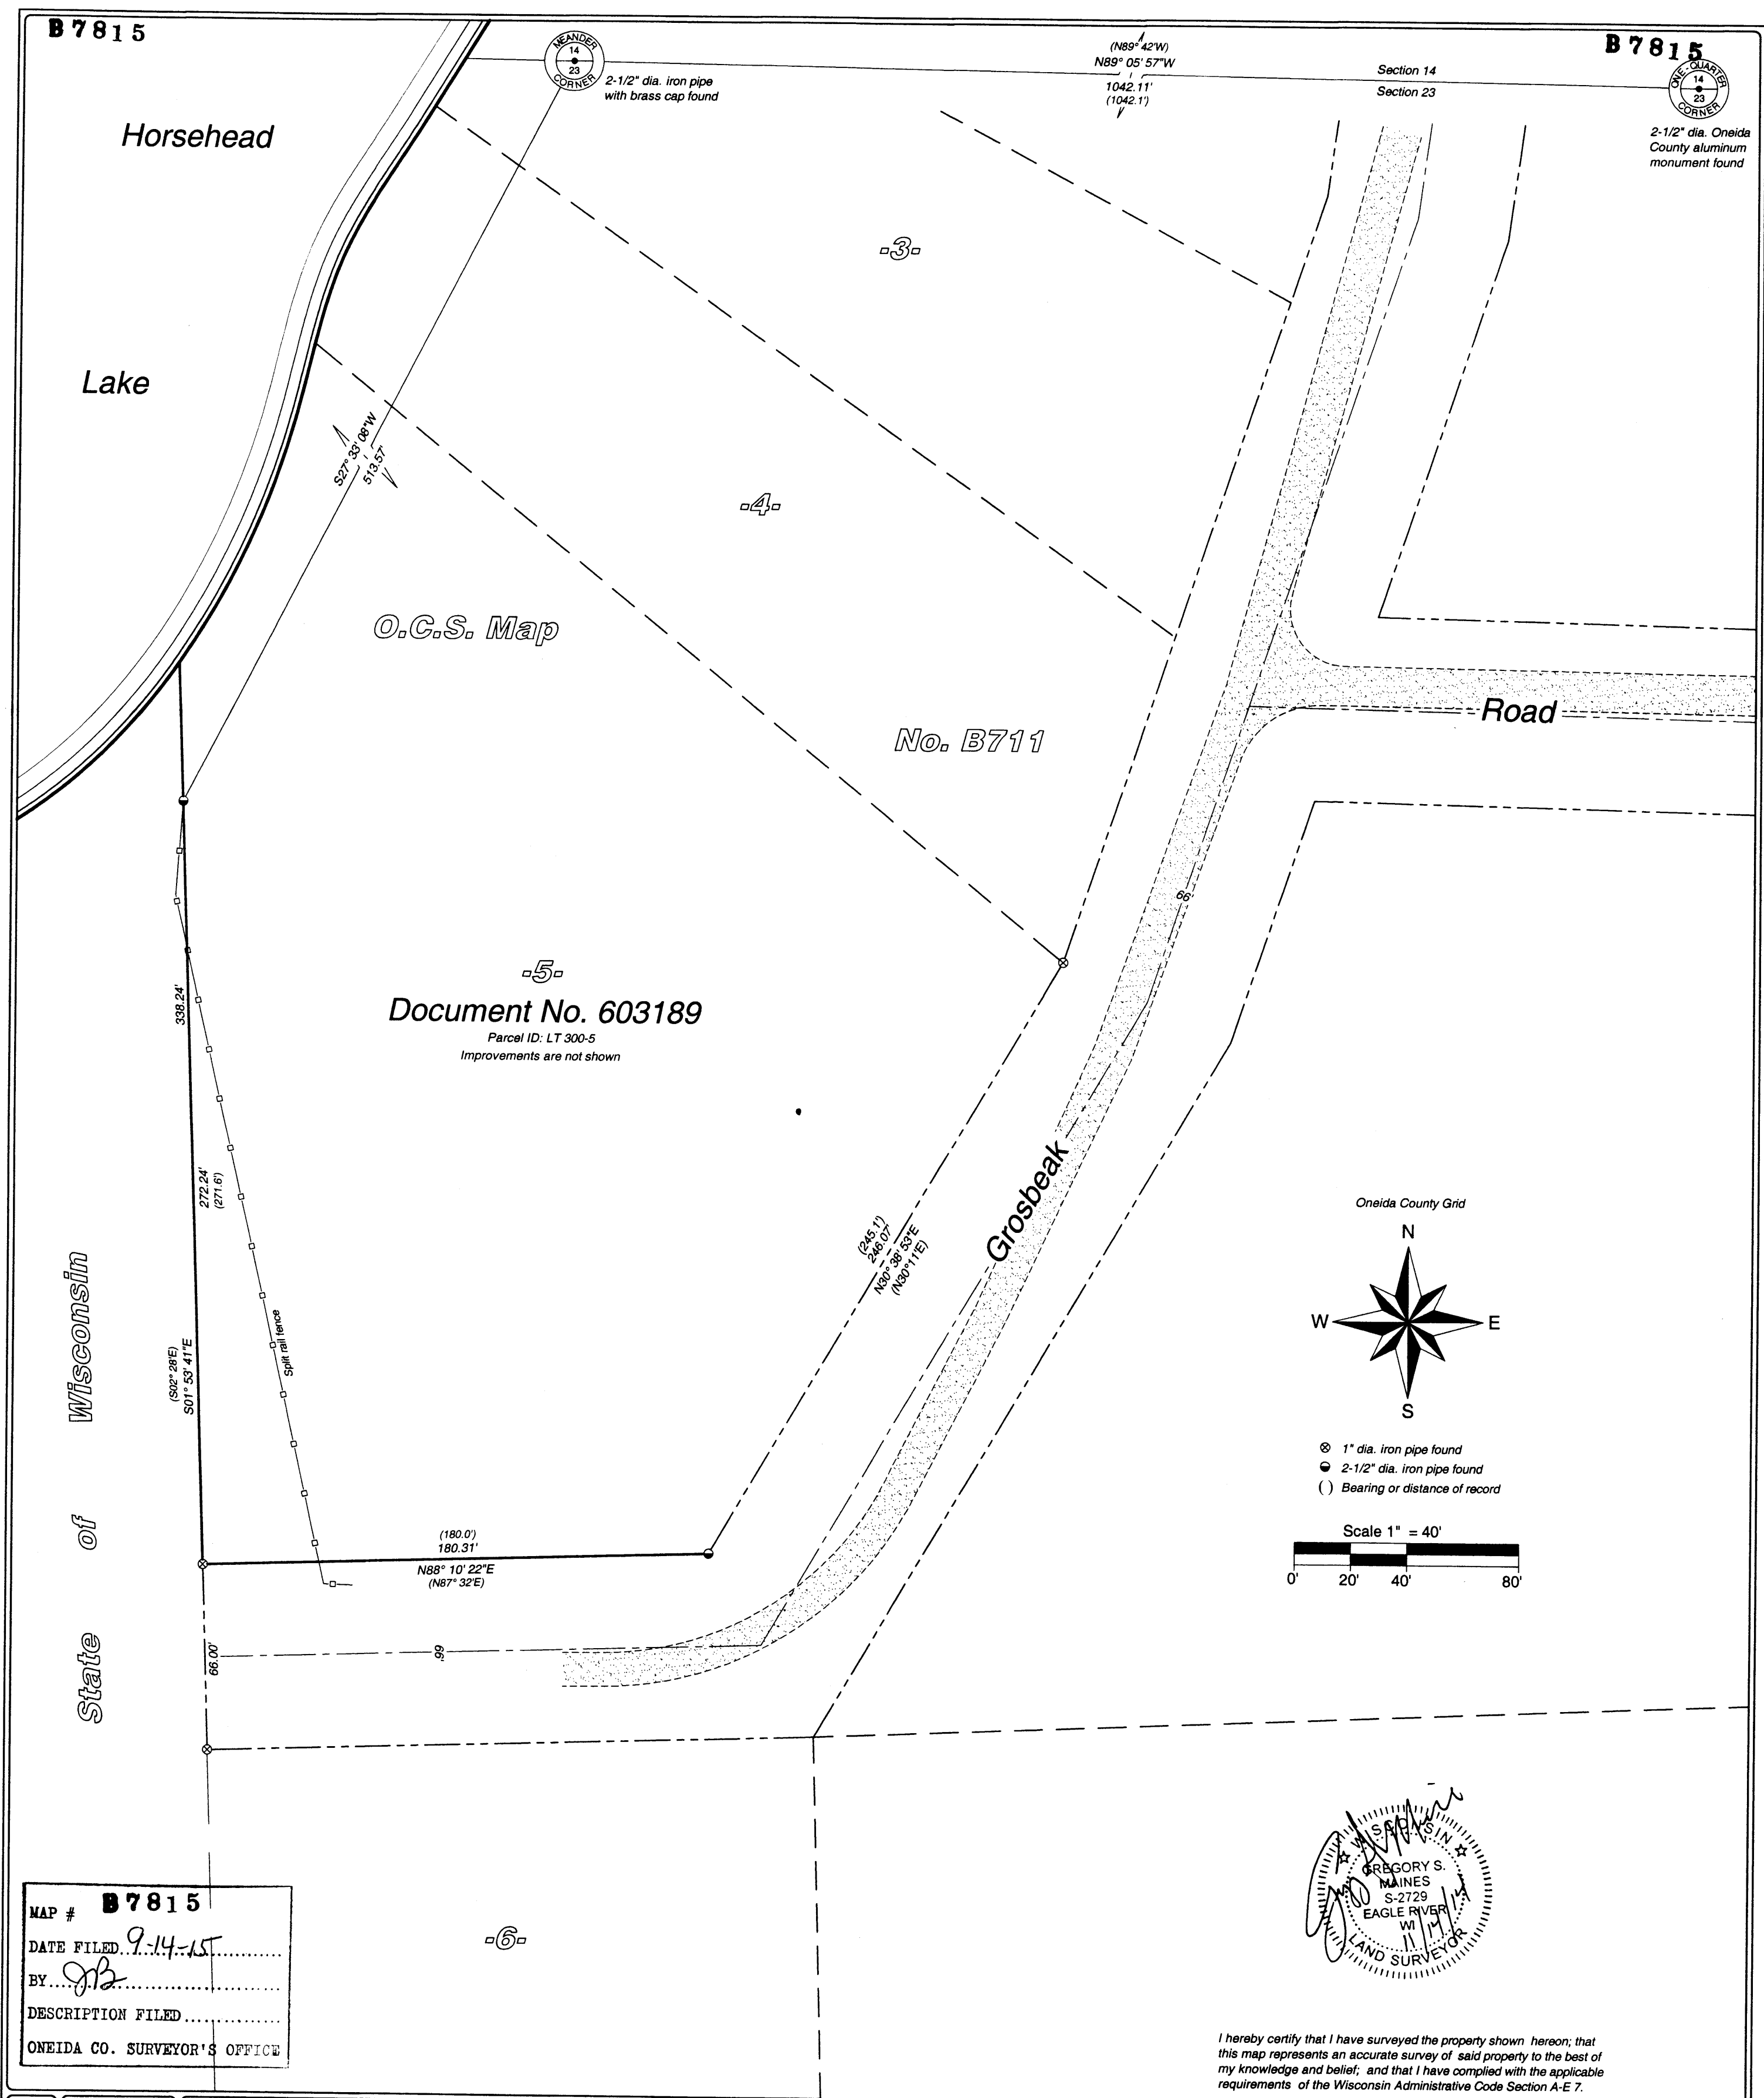 B7815
B7815
MEANDER
14
23
CORNER
2-1/2" dia. iron pipe
with brass cap found
(N89° 42'W)
N89° 05' 57"W
1042.11'
(1042.1')
Section 14
Section 23
ONE-QUARTER
14
23
CORNER
2-1/2" dia. Oneida
County aluminum
monument found
Horsehead
Lake
-3-
S27° 33' 08"W
513.57'
-4-
O.C.S. Map
No. B711
Road
66'
-5-
Document No. 603189
Parcel ID: LT 300-5
Improvements are not shown
338.24'
272.24'
(271.6')
(S02° 28'E)
S01° 53' 41"E
Split rail fence
(245.1')
246.07'
N30° 38' 53"E
(N30°11'E)
Grosbeak
Oneida County Grid
N
W
E
S
1" dia. iron pipe found
2-1/2" dia. iron pipe found
( ) Bearing or distance of record
Scale 1" = 40'
0' 20' 40' 80'
State of Wisconsin
(180.0')
180.31'
N88° 10' 22"E
(N87° 32'E)
66.00'
66'
-6-
MAP # B7815
DATE FILED 9-14-15
BY JB
DESCRIPTION FILED
ONEIDA CO. SURVEYOR'S OFFICE
WISCONSIN
GREGORY S.
MAINES
S-2729
EAGLE RIVER
WI
LAND SURVEYOR
I hereby certify that I have surveyed the property shown hereon; that
this map represents an accurate survey of said property to the best of
my knowledge and belief; and that I have complied with the applicable
requirements of the Wisconsin Administrative Code Section A-E 7.